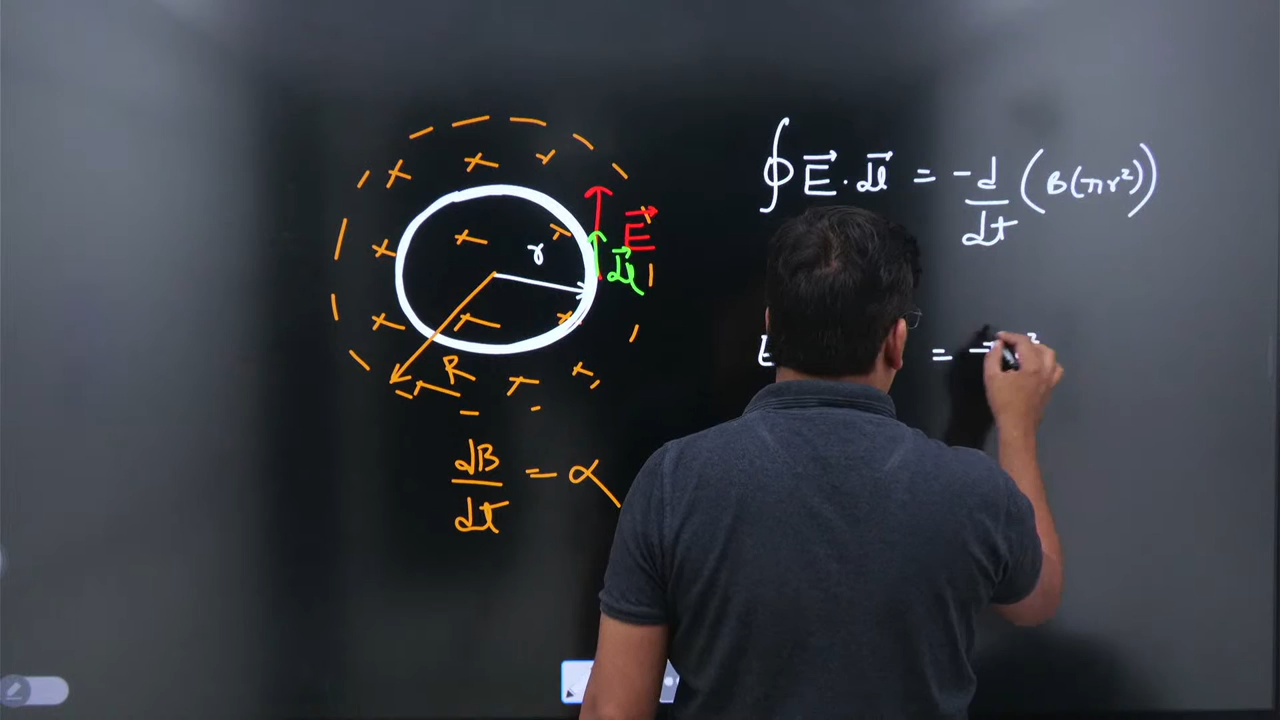 ∮ E⃗ · dl⃗ = - d/dt (B(πr²))
E⃗
r
dl⃗
=
R
dB/dt = α